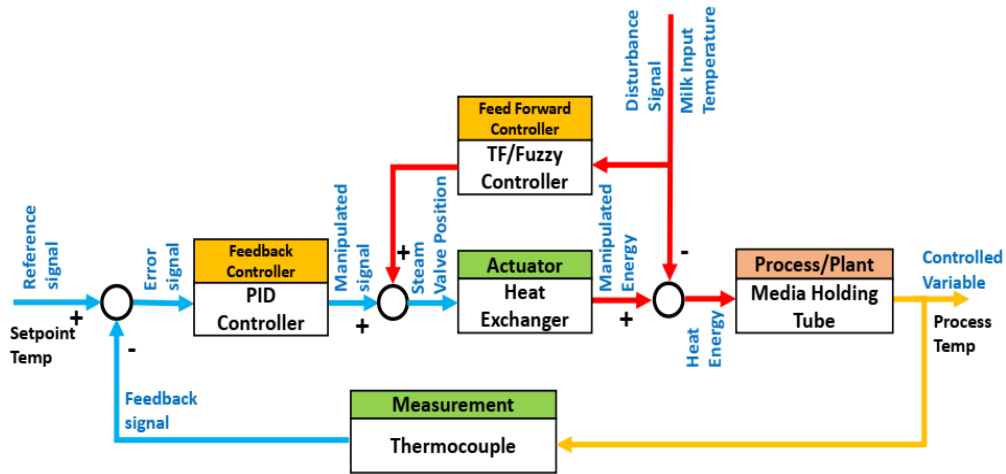 Disturbance
Signal
Milk Input
Temperature
Feed Forward
Controller
TF/Fuzzy
Controller
Reference
signal
Error
signal
Feedback
Controller
PID
Controller
Manipulated
signal
+
Steam
Valve Position
Actuator
Heat
Exchanger
Manipulated
Energy
-
Process/Plant
Media Holding
Tube
Controlled
Variable
+
Setpoint
Temp
-
+
+
Heat
Energy
Process
Temp
Feedback
signal
Measurement
Thermocouple